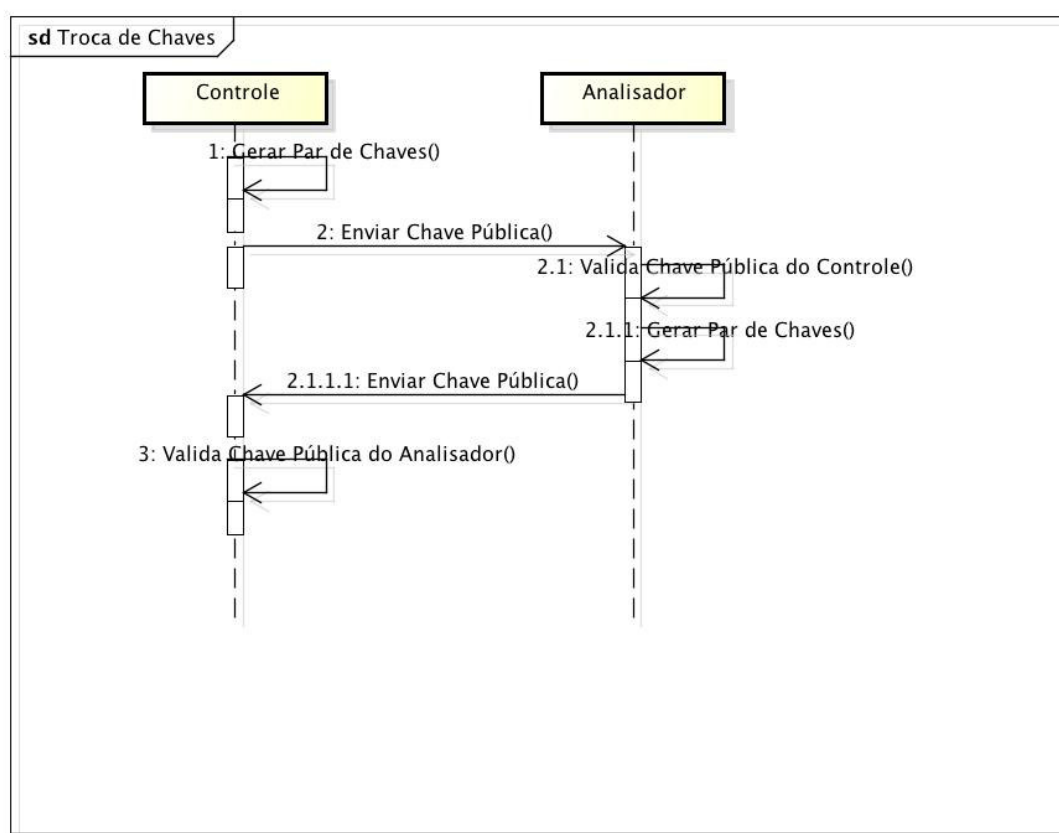 sd Troca de Chaves
Controle
Analisador
1: Gerar Par de Chaves()
2: Enviar Chave Pública()
2.1: Valida Chave Pública do Controle()
2.1.1: Gerar Par de Chaves()
2.1.1.1: Enviar Chave Pública()
3: Valida Chave Pública do Analisador()